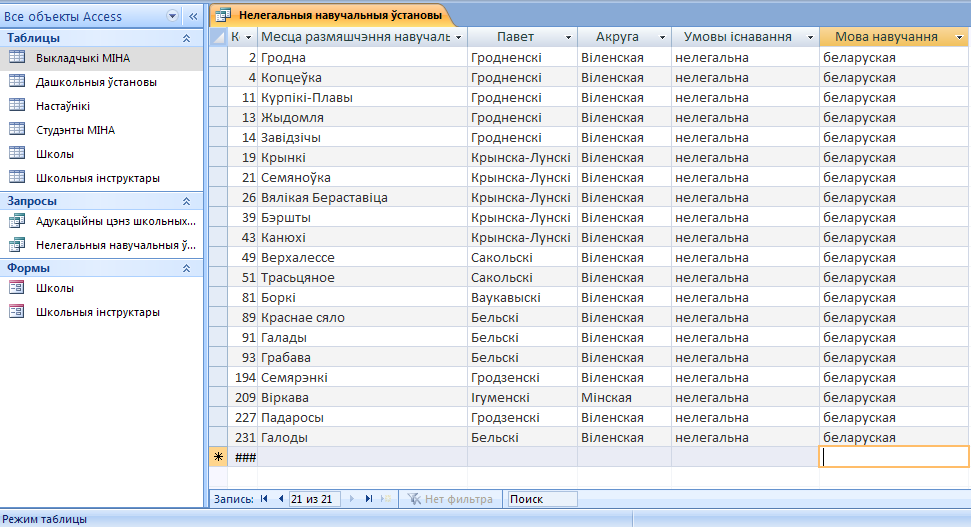 Все объекты Access
Таблицы
Выкладчыкі МІНА
Дашкольныя ўстановы
Настаўнікі
Студэнты МІНА
Школы
Школьныя інструктары
Запросы
Адукацыйны цэнз школьных...
Нелегальныя навучальныя ў...
Формы
Школы
Школьныя інструктары
Нелегальныя навучальныя ўстановы
К Месца размяшчэння навучаль Павет Акруга Умовы існавання Мова навучання
2 Гродна Гродненскі Віленская нелегальна беларуская
4 Копцеўка Гродненскі Віленская нелегальна беларуская
11 Курпікі-Плавы Гродненскі Віленская нелегальна беларуская
13 Жыдомля Гродненскі Віленская нелегальна беларуская
14 Завідзічы Гродненскі Віленская нелегальна беларуская
19 Крынкі Крынска-Лунскі Віленская нелегальна беларуская
21 Семяноўка Крынска-Лунскі Віленская нелегальна беларуская
26 Вялікая Бераставіца Крынска-Лунскі Віленская нелегальна беларуская
39 Бэршты Крынска-Лунскі Віленская нелегальна беларуская
43 Канюхі Крынска-Лунскі Віленская нелегальна беларуская
49 Верхалессе Сакольскі Віленская нелегальна беларуская
51 Трасьцяное Сакольскі Віленская нелегальна беларуская
81 Боркі Ваукавыскі Віленская нелегальна беларуская
89 Краснае сяло Бельскі Віленская нелегальна беларуская
91 Галады Бельскі Віленская нелегальна беларуская
93 Грабава Бельскі Віленская нелегальна беларуская
194 Семярэнкі Гродзенскі Віленская нелегальна беларуская
209 Віркава Ігуменскі Мінская нелегальна беларуская
227 Падаросы Гродзенскі Віленская нелегальна беларуская
231 Галоды Бельскі Віленская нелегальна беларуская
###
Запись: 21 из 21 Нет фильтра Поиск
Режим таблицы